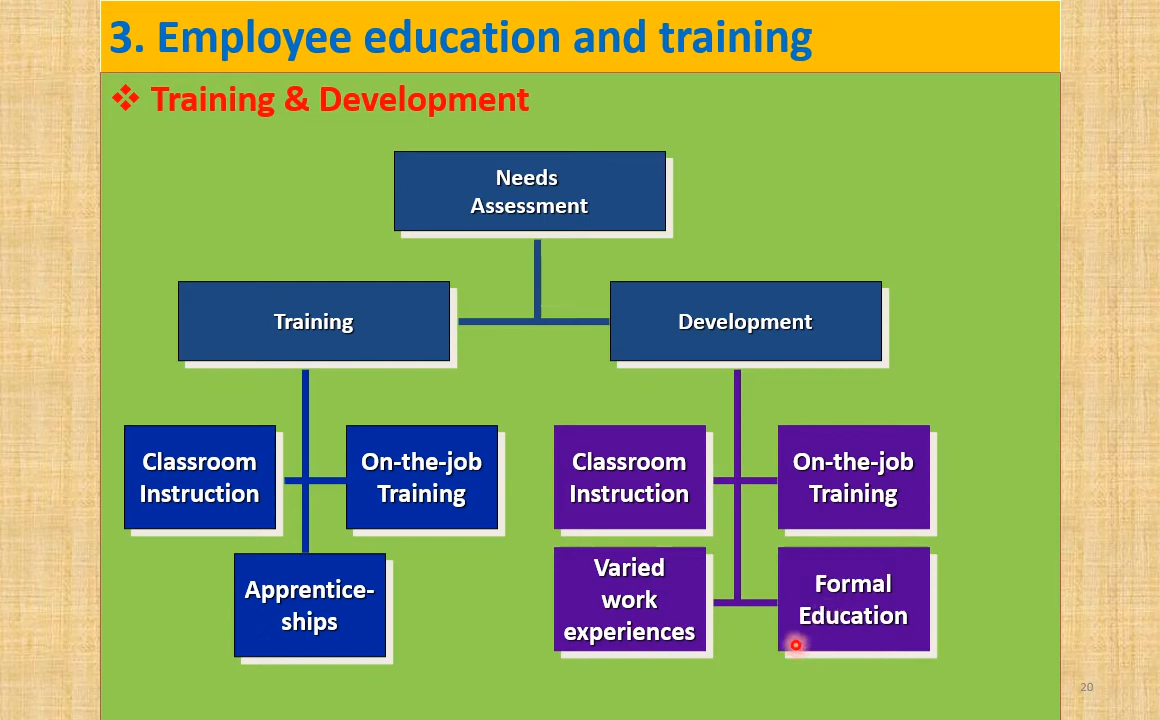 3. Employee education and training
❖ Training & Development
Needs
Assessment
Training
Development
Classroom
Instruction
On-the-job
Training
Apprentice-
ships
Classroom
Instruction
On-the-job
Training
Varied
work
experiences
Formal
Education
20